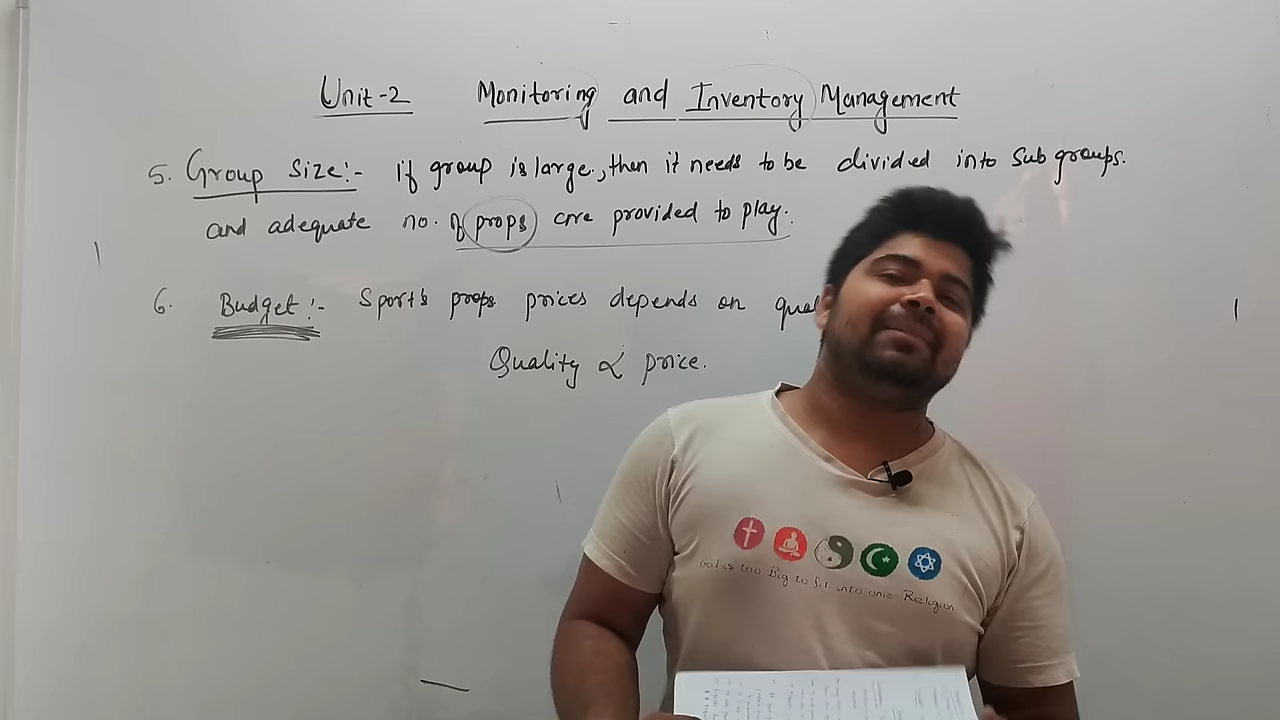 Unit-2 Monitoring and Inventory Management
5. Group Size:- if group is large, then it needs to be divided into Sub groups.
and adequate no. of props are provided to play.
6. Budget:- Sport's props prices depends on
Quality ∝ price.
God is too Big to fit into one Religion